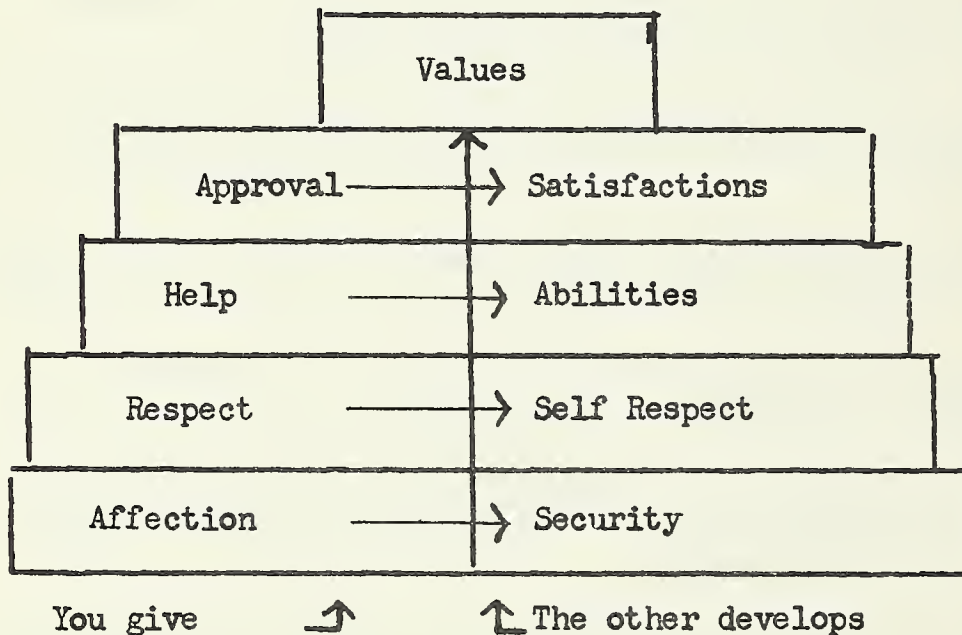 Values
Approval Satisfactions
Help Abilities
Respect Self Respect
Affection Security
You give The other develops